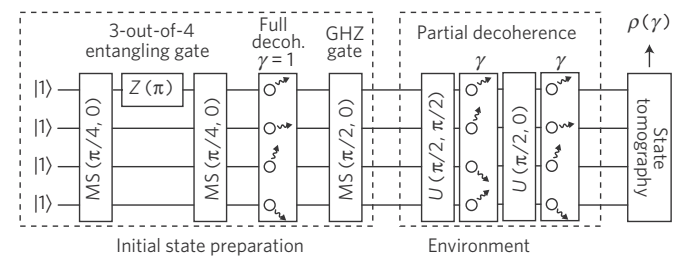 3-out-of-4
entangling gate
Full
decoh.
γ = 1
GHZ
gate
Partial decoherence
γ
γ
ρ(γ)
|1⟩
|1⟩
|1⟩
|1⟩
MS (π/4, 0)
Z (π)
MS (π/4, 0)
MS (π/2, 0)
U (π/2, π/2)
U (π/2, 0)
State
tomography
Initial state preparation
Environment